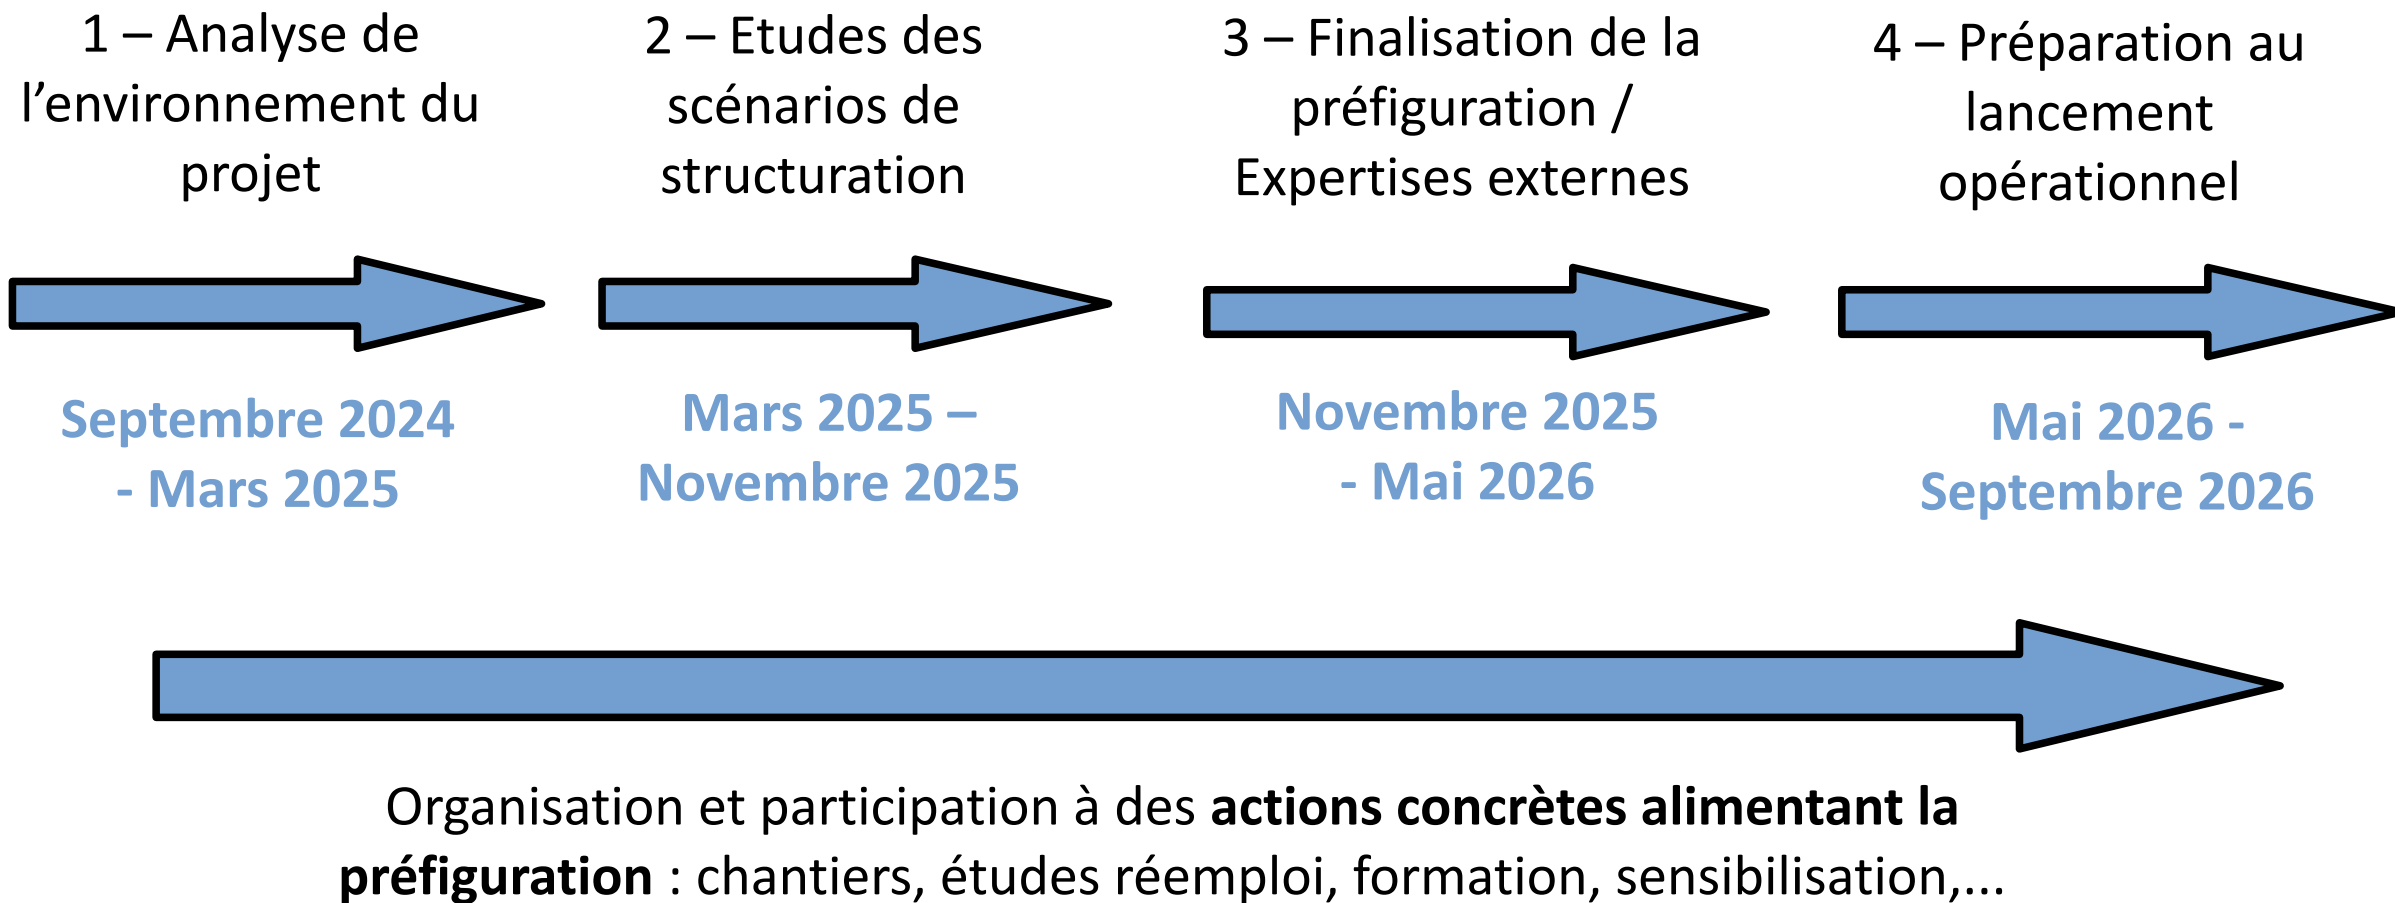 1 – Analyse de
l’environnement du
projet
2 – Etudes des
scénarios de
structuration
3 – Finalisation de la
préfiguration /
Expertises externes
4 – Préparation au
lancement
opérationnel
Septembre 2024
- Mars 2025
Mars 2025 –
Novembre 2025
Novembre 2025
- Mai 2026
Mai 2026 -
Septembre 2026
Organisation et participation à des actions concrètes alimentant la
préfiguration : chantiers, études réemploi, formation, sensibilisation,...